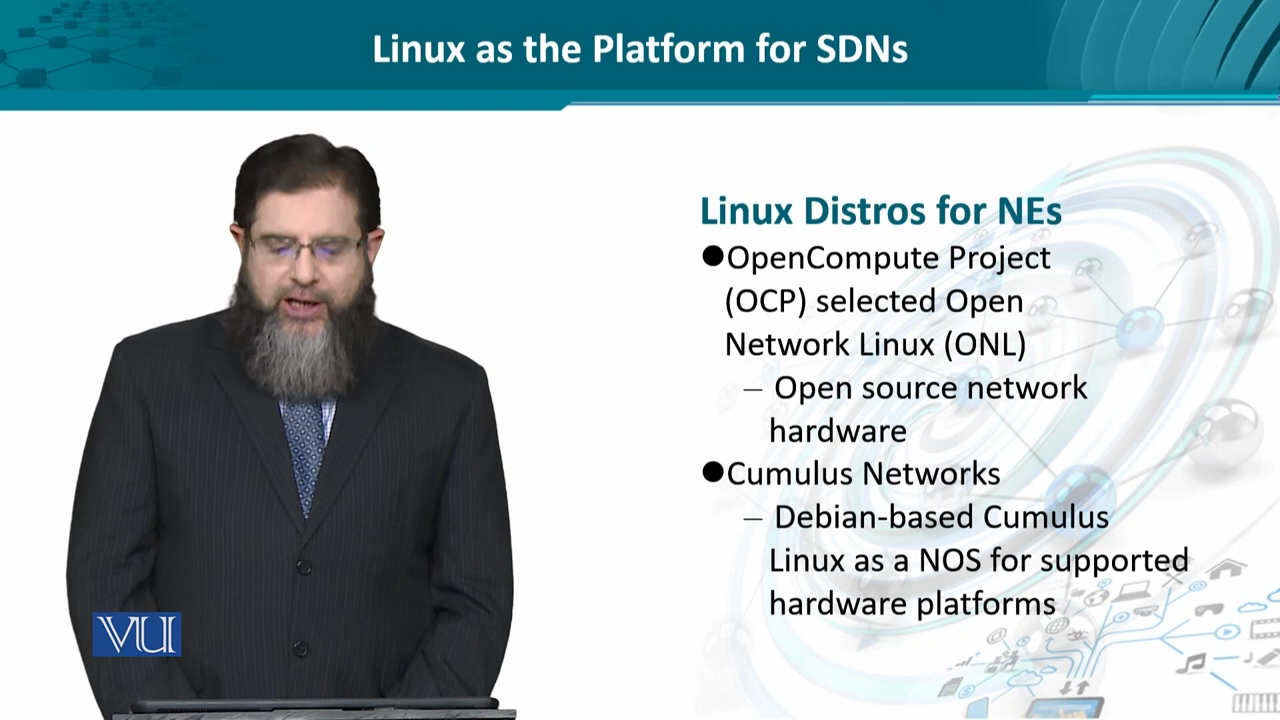 Linux as the Platform for SDNs
Linux Distros for NEs
●OpenCompute Project
(OCP) selected Open
Network Linux (ONL)
– Open source network
hardware
●Cumulus Networks
– Debian-based Cumulus
Linux as a NOS for supported
hardware platforms
VU